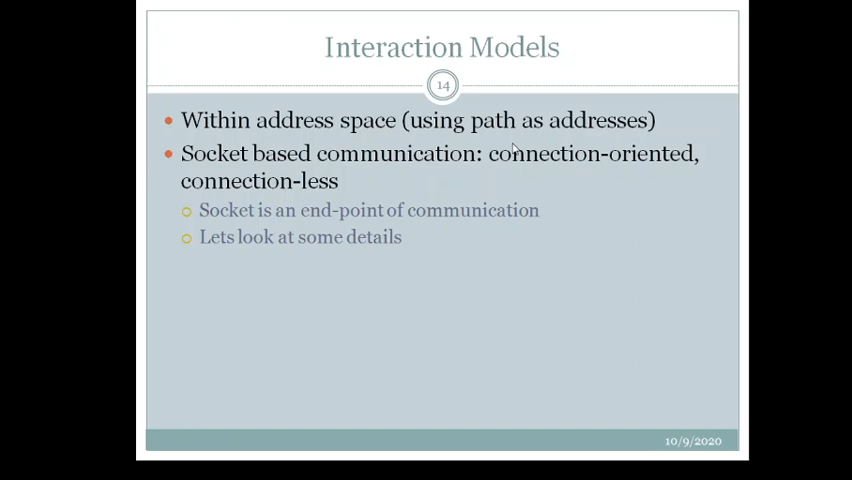 Interaction Models
14
Within address space (using path as addresses)
Socket based communication: connection-oriented,
connection-less
Socket is an end-point of communication
Lets look at some details
10/9/2020